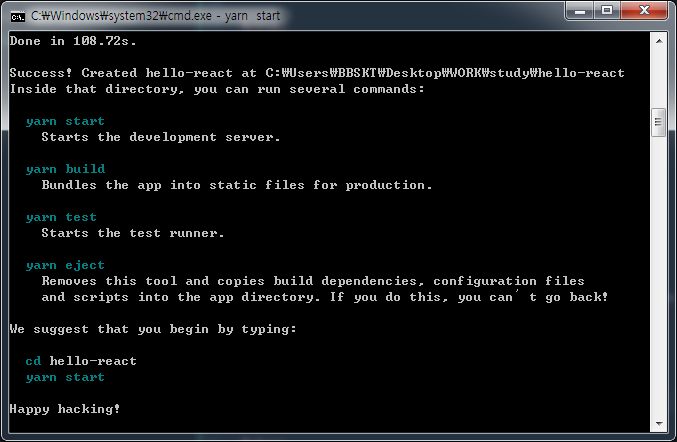 C:₩Windows₩system32₩cmd.exe - yarn  start
Done in 108.72s.
Success! Created hello-react at C:₩Users₩BBSKT₩Desktop₩WORK₩study₩hello-react
Inside that directory, you can run several commands:
yarn start
Starts the development server.
yarn build
Bundles the app into static files for production.
yarn test
Starts the test runner.
yarn eject
Removes this tool and copies build dependencies, configuration files
and scripts into the app directory. If you do this, you can't go back!
We suggest that you begin by typing:
cd hello-react
yarn start
Happy hacking!